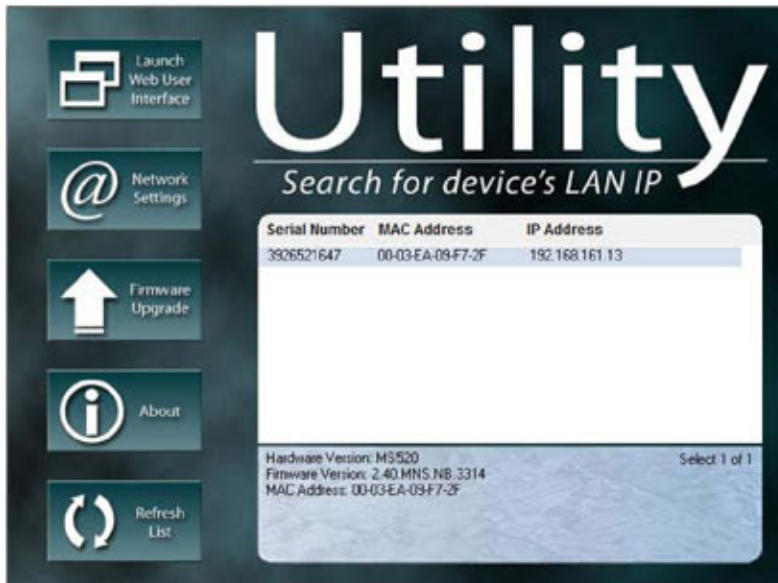 Launch
Web User
Interface
Network
Settings
Firmware
Upgrade
About
Refresh
List
Utility
Search for device's LAN IP
Serial Number MAC Address IP Address
3926521647 00-03-EA-09-F7-2F 192.168.161.13
Hardware Version: MS520 Select 1 of 1
Firmware Version: 2.40.MNS.NB.3314
MAC Address: 00-03-EA-09-F7-2F